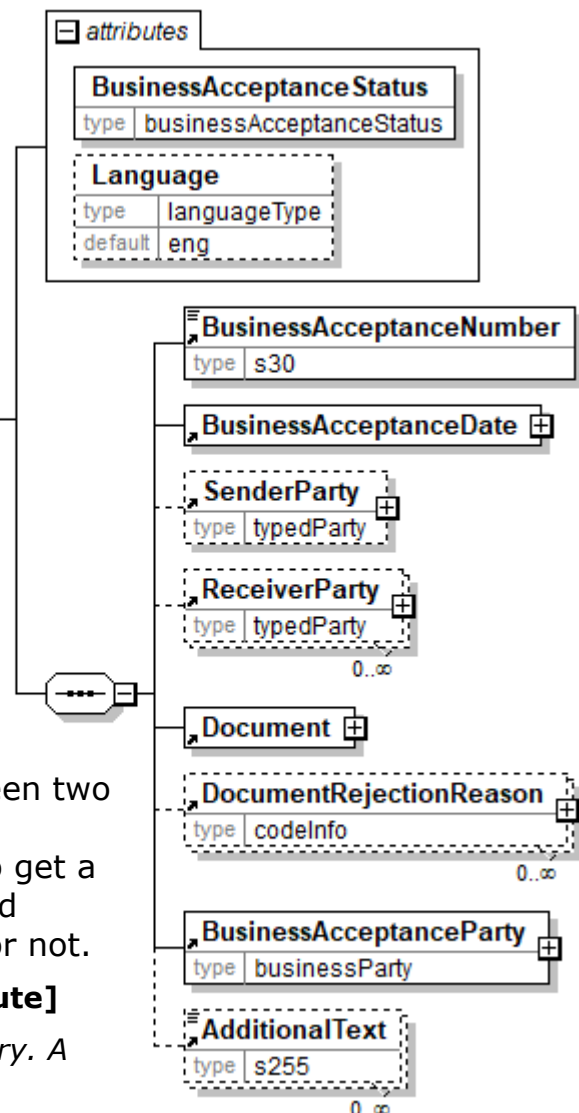 attributes
BusinessAcceptanceStatus
type businessAcceptanceStatus
Language
type languageType
default eng
BusinessAcceptanceNumber
type s30
BusinessAcceptanceDate
SenderParty
type typedParty
ReceiverParty
type typedParty
0..∞
Document
een two
DocumentRejectionReason
type codeInfo
get a
0..∞
or not.
BusinessAcceptanceParty
type businessParty
ute]
AdditionalText
ry. A
type s255
0..∞